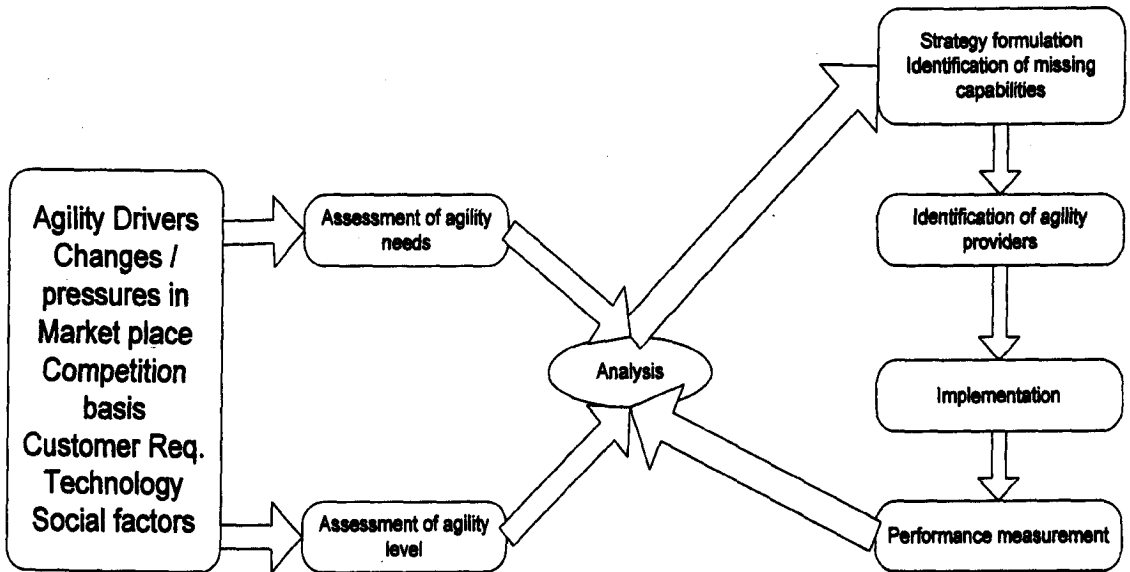 Agility Drivers
Changes /
pressures in
Market place
Competition
basis
Customer Req.
Technology
Social factors
Assessment of agility
needs
Assessment of agility
level
Analysis
Strategy formulation
Identification of missing
capabilities
Identification of agility
providers
Implementation
Performance measurement